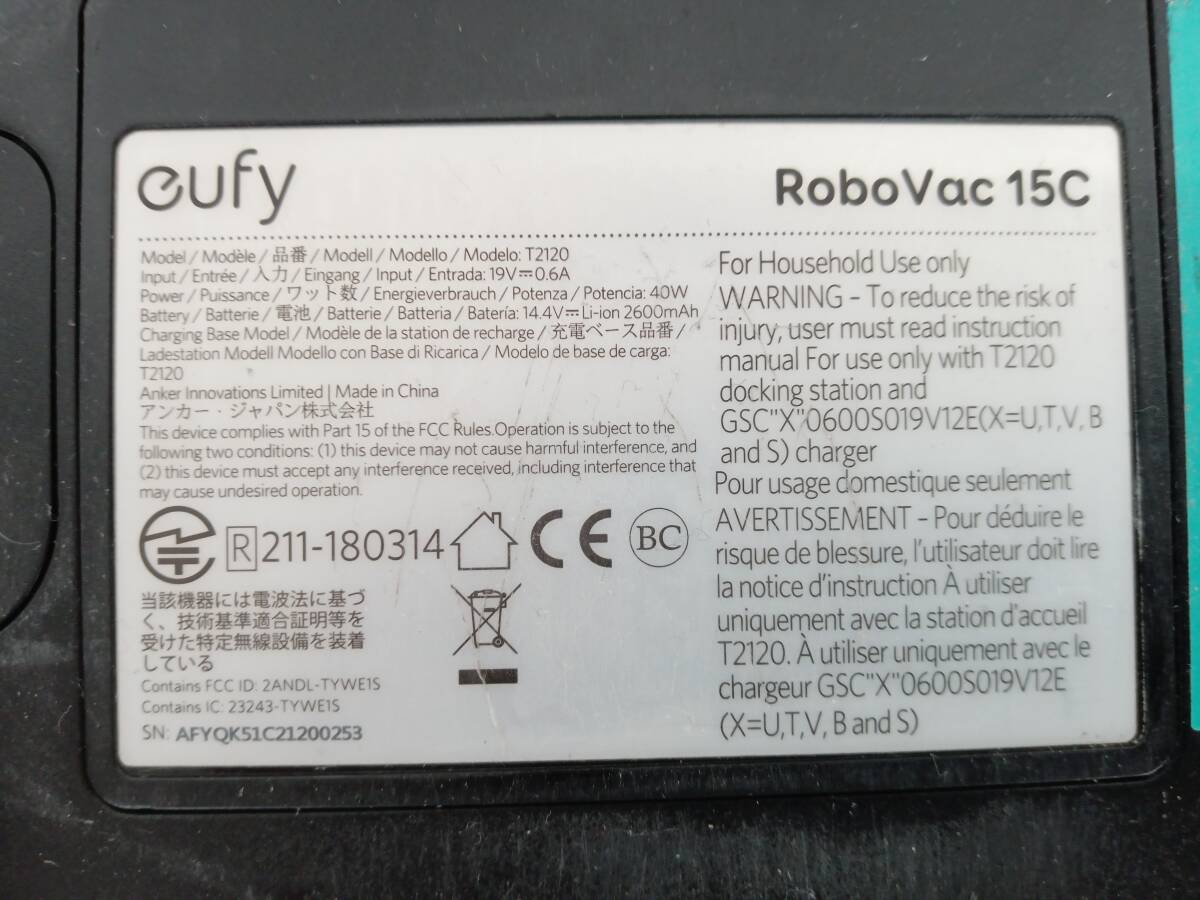 eufy
RoboVac 15C
Model / Modèle / 品番 / Modell / Modello / Modelo: T2120
Input / Entrée / 入力 / Eingang / Input / Entrada: 19V⎓0.6A
Power / Puissance / ワット数 / Energieverbrauch / Potenza / Potencia: 40W
Battery / Batterie / 電池 / Batterie / Batteria / Batería: 14.4V⎓Li-ion 2600mAh
Charging Base Model / Modèle de la station de recharge / 充電ベース品番 /
Ladestation Modell Modello con Base di Ricarica / Modelo de base de carga:
T2120
Anker Innovations Limited | Made in China
アンカー・ジャパン株式会社
This device complies with Part 15 of the FCC Rules.Operation is subject to the
following two conditions: (1) this device may not cause harmful interference, and
(2) this device must accept any interference received, including interference that
may cause undesired operation.
R 211-180314
CE
BC
当該機器には電波法に基づ
く、技術基準適合証明等を
受けた特定無線設備を装着
している
Contains FCC ID: 2ANDL-TYWE1S
Contains IC: 23243-TYWE1S
SN: AFYQK51C21200253
For Household Use only
WARNING – To reduce the risk of
injury, user must read instruction
manual For use only with T2120
docking station and
GSC"X"0600S019V12E(X=U,T,V, B
and S) charger
Pour usage domestique seulement
AVERTISSEMENT – Pour déduire le
risque de blessure, l'utilisateur doit lire
la notice d'instruction À utiliser
uniquement avec la station d'accueil
T2120. À utiliser uniquement avec le
chargeur GSC"X"0600S019V12E
(X=U,T,V, B and S)